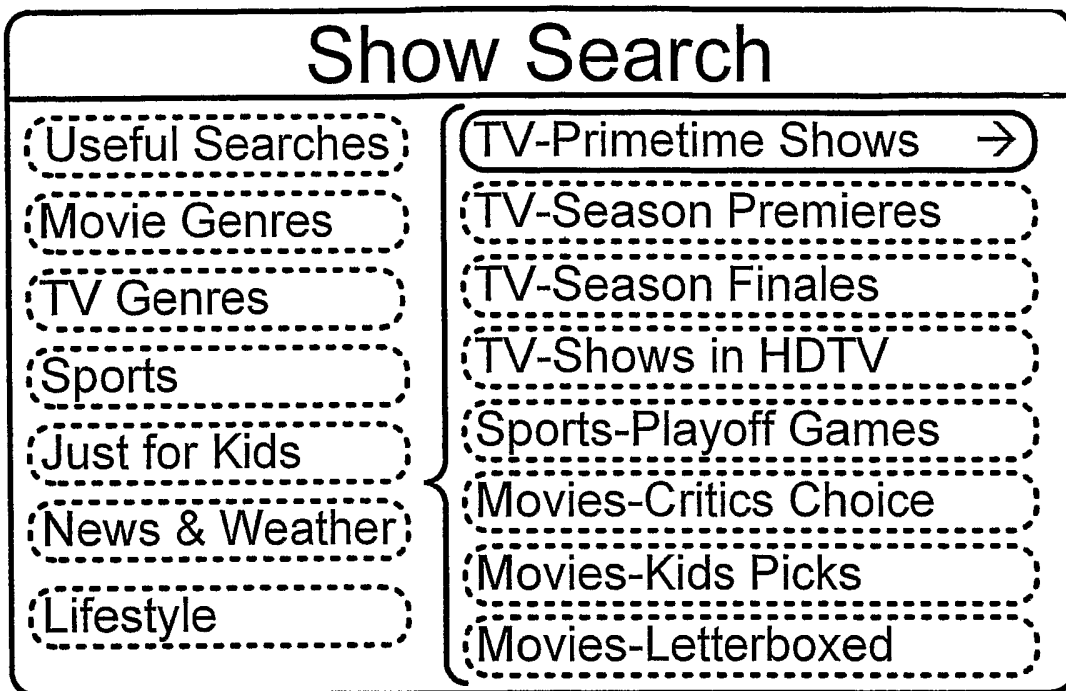 Show Search
Useful Searches
Movie Genres
TV Genres
Sports
Just for Kids
News & Weather
Lifestyle
TV-Primetime Shows →
TV-Season Premieres
TV-Season Finales
TV-Shows in HDTV
Sports-Playoff Games
Movies-Critics Choice
Movies-Kids Picks
Movies-Letterboxed